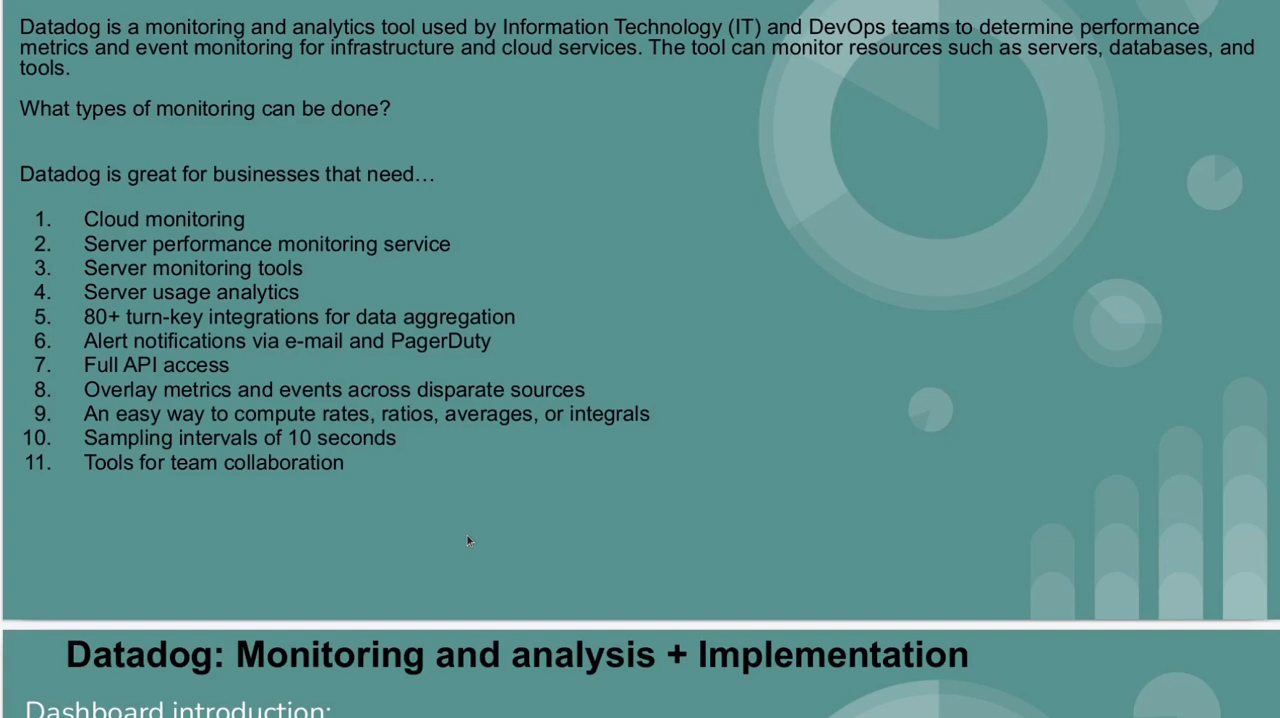 Datadog is a monitoring and analytics tool used by Information Technology (IT) and DevOps teams to determine performance
metrics and event monitoring for infrastructure and cloud services. The tool can monitor resources such as servers, databases, and
tools.
What types of monitoring can be done?
Datadog is great for businesses that need…
1. Cloud monitoring
2. Server performance monitoring service
3. Server monitoring tools
4. Server usage analytics
5. 80+ turn-key integrations for data aggregation
6. Alert notifications via e-mail and PagerDuty
7. Full API access
8. Overlay metrics and events across disparate sources
9. An easy way to compute rates, ratios, averages, or integrals
10. Sampling intervals of 10 seconds
11. Tools for team collaboration
Datadog: Monitoring and analysis + Implementation
Dashboard introduction: